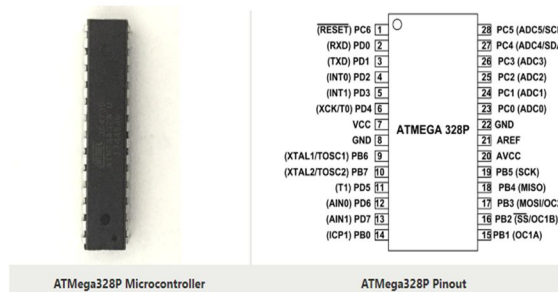 (RESET) PC6 1
(RXD) PD0 2
(TXD) PD1 3
(INT0) PD2 4
(INT1) PD3 5
(XCK/T0) PD4 6
VCC 7
GND 8
(XTAL1/TOSC1) PB6 9
(XTAL2/TOSC2) PB7 10
(T1) PD5 11
(AIN0) PD6 12
(AIN1) PD7 13
(ICP1) PB0 14
ATMEGA 328P
28 PC5 (ADC5/SC
27 PC4 (ADC4/SD
26 PC3 (ADC3)
25 PC2 (ADC2)
24 PC1 (ADC1)
23 PC0 (ADC0)
22 GND
21 AREF
20 AVCC
19 PB5 (SCK)
18 PB4 (MISO)
17 PB3 (MOSI/OC
16 PB2 (SS/OC1B)
15 PB1 (OC1A)
ATMega328P Microcontroller
ATMega328P Pinout